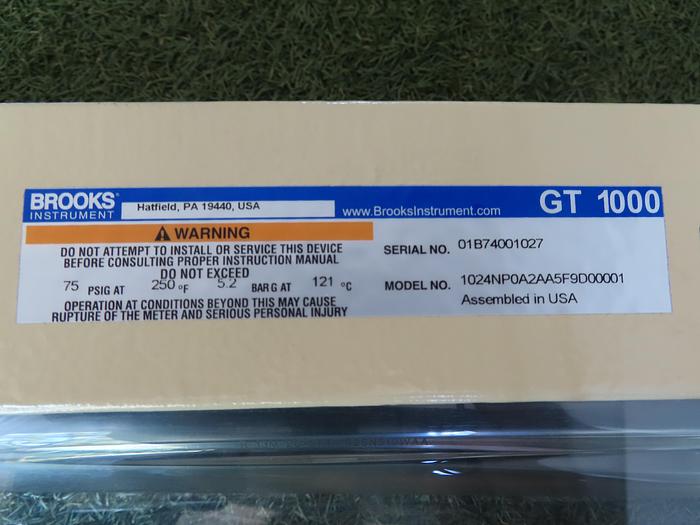 BROOKS®
INSTRUMENT
Hatfield, PA 19440, USA
www.BrooksInstrument.com
GT 1000
WARNING
DO NOT ATTEMPT TO INSTALL OR SERVICE THIS DEVICE
BEFORE CONSULTING PROPER INSTRUCTION MANUAL
DO NOT EXCEED
75 PSIG AT 250 °F 5.2 BAR G AT 121 °C
OPERATION AT CONDITIONS BEYOND THIS MAY CAUSE
RUPTURE OF THE METER AND SERIOUS PERSONAL INJURY
SERIAL NO. 01B74001027
MODEL NO. 1024NP0A2AA5F9D00001
Assembled in USA